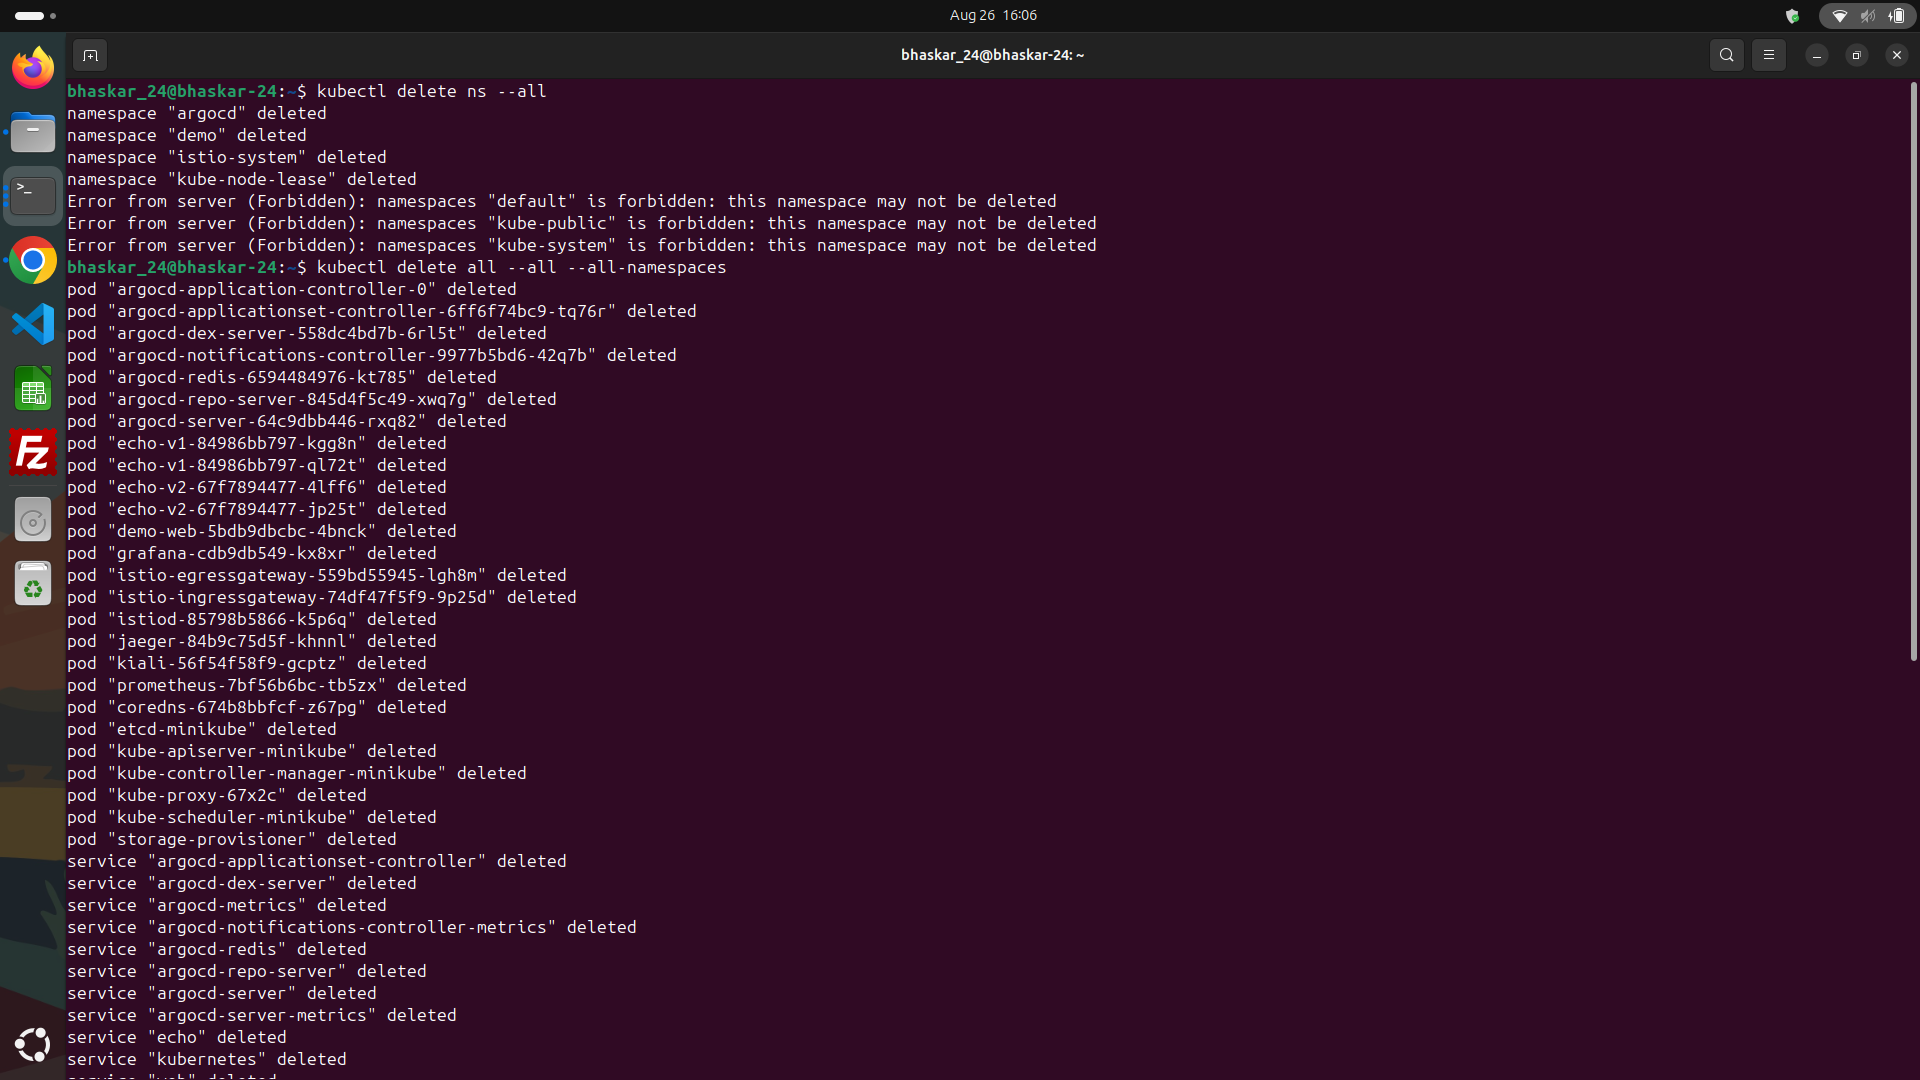 Aug 26 16:06
bhaskar_24@bhaskar-24: ~
bhaskar_24@bhaskar-24:~$ kubectl delete ns --all
namespace "argocd" deleted
namespace "demo" deleted
namespace "istio-system" deleted
namespace "kube-node-lease" deleted
Error from server (Forbidden): namespaces "default" is forbidden: this namespace may not be deleted
Error from server (Forbidden): namespaces "kube-public" is forbidden: this namespace may not be deleted
Error from server (Forbidden): namespaces "kube-system" is forbidden: this namespace may not be deleted
bhaskar_24@bhaskar-24:~$ kubectl delete all --all --all-namespaces
pod "argocd-application-controller-0" deleted
pod "argocd-applicationset-controller-6ff6f74bc9-tq76r" deleted
pod "argocd-dex-server-558dc4bd7b-6rl5t" deleted
pod "argocd-notifications-controller-9977b5bd6-42q7b" deleted
pod "argocd-redis-6594484976-kt785" deleted
pod "argocd-repo-server-845d4f5c49-xwq7g" deleted
pod "argocd-server-64c9dbb446-rxq82" deleted
pod "echo-v1-84986bb797-kgg8n" deleted
pod "echo-v1-84986bb797-ql72t" deleted
pod "echo-v2-67f7894477-4lff6" deleted
pod "echo-v2-67f7894477-jp25t" deleted
pod "demo-web-5bdb9dbcbc-4bnck" deleted
pod "grafana-cdb9db549-kx8xr" deleted
pod "istio-egressgateway-559bd55945-lgh8m" deleted
pod "istio-ingressgateway-74df47f5f9-9p25d" deleted
pod "istiod-85798b5866-k5p6q" deleted
pod "jaeger-84b9c75d5f-khnnl" deleted
pod "kiali-56f54f58f9-gcptz" deleted
pod "prometheus-7bf56b6bc-tb5zx" deleted
pod "coredns-674b8bbfcf-z67pg" deleted
pod "etcd-minikube" deleted
pod "kube-apiserver-minikube" deleted
pod "kube-controller-manager-minikube" deleted
pod "kube-proxy-67x2c" deleted
pod "kube-scheduler-minikube" deleted
pod "storage-provisioner" deleted
service "argocd-applicationset-controller" deleted
service "argocd-dex-server" deleted
service "argocd-metrics" deleted
service "argocd-notifications-controller-metrics" deleted
service "argocd-redis" deleted
service "argocd-repo-server" deleted
service "argocd-server" deleted
service "argocd-server-metrics" deleted
service "echo" deleted
service "kubernetes" deleted